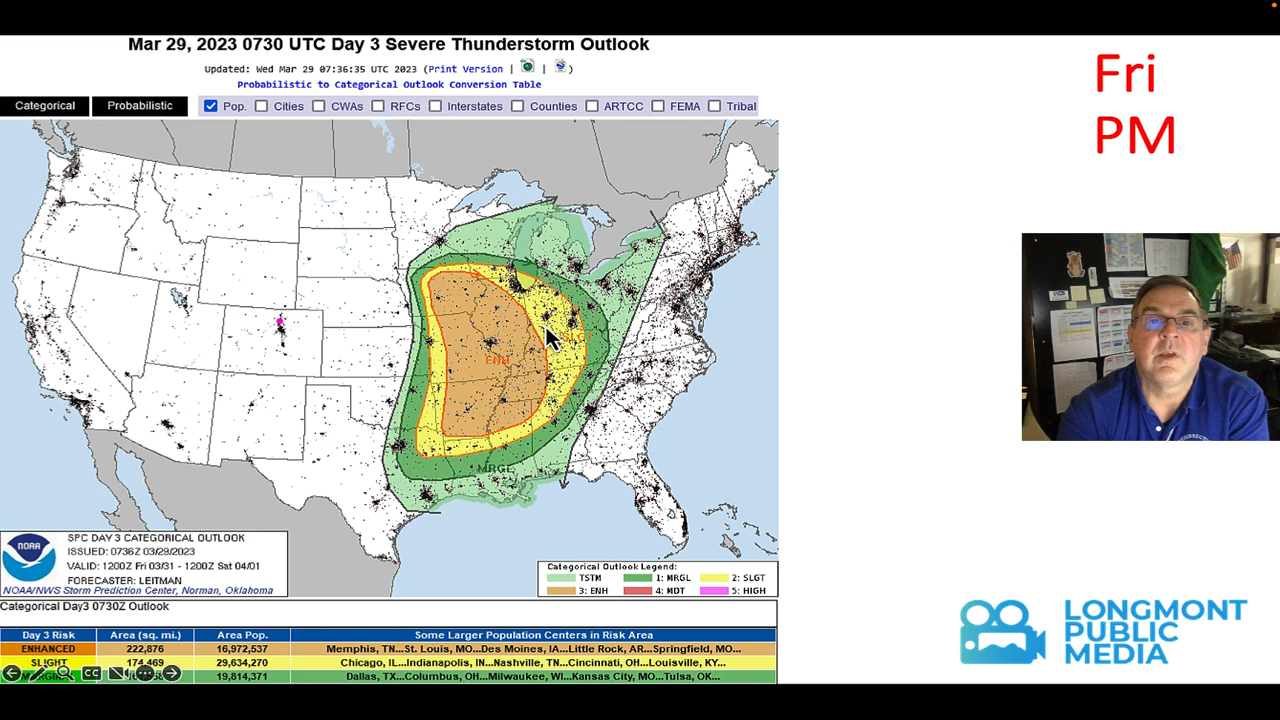 Mar 29, 2023 0730 UTC Day 3 Severe Thunderstorm Outlook
Updated: Wed Mar 29 07:36:35 UTC 2023 (Print Version | | )
Probabilistic to Categorical Outlook Conversion Table
Categorical Probabilistic Pop. Cities CWAs RFCs Interstates Counties ARTCC FEMA Tribal
Fri
PM
ENH
MRGL
SPC DAY 3 CATEGORICAL OUTLOOK
ISSUED: 0736Z 03/29/2023
VALID: 1200Z Fri 03/31 - 1200Z Sat 04/01
FORECASTER: LEITMAN
NOAA/NWS Storm Prediction Center, Norman, Oklahoma
NOAA
Categorical Outlook Legend:
TSTM 1: MRGL 2: SLGT
3: ENH 4: MDT 5: HIGH
Categorical Day3 0730Z Outlook
Day 3 Risk Area (sq. mi.) Area Pop. Some Larger Population Centers in Risk Area
ENHANCED 222,876 16,972,537 Memphis, TN...St. Louis, MO...Des Moines, IA...Little Rock, AR...Springfield, MO...
SLIGHT 174,469 29,634,270 Chicago, IL...Indianapolis, IN...Nashville, TN...Cincinnati, OH...Louisville, KY...
19,814,371 Dallas, TX...Columbus, OH...Milwaukee, WI...Kansas City, MO...Tulsa, OK...
CC
LONGMONT
PUBLIC
MEDIA